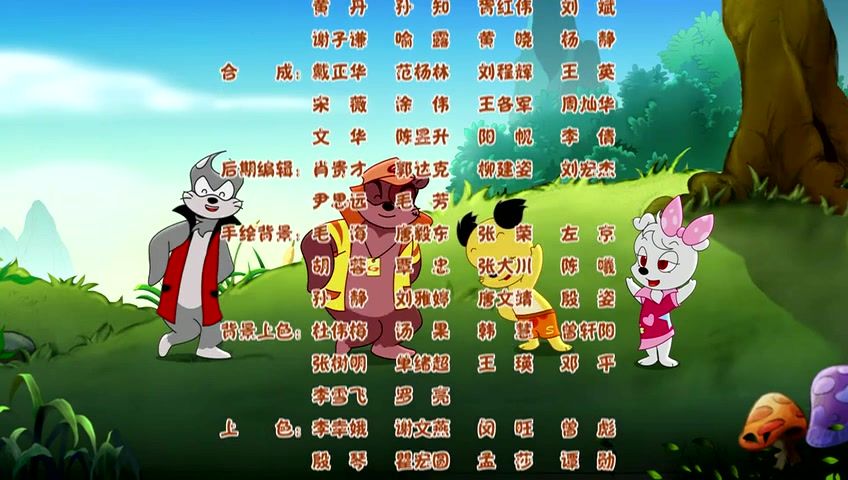 黄 丹 孙 知 胥红伟 刘 斌
谢子谦 喻 露 黄 晓 杨 静
合 成：戴正华 范杨林 刘程辉 王 英
宋 薇 涂 伟 王各军 周灿华
文 华 陈昱升 阳 帆 李 倩
后期编辑：肖贵才 郭达克 柳建姿 刘宏杰
尹思远 毛 芳
手绘背景：毛 海 唐毅东 张 荣 左 京
胡 蓉 覃 忠 张大川 陈 曦
孙 静 刘雅婷 唐文靖 殷 姿
背景上色：杜伟梅 汤 果 韩 慧 曾轩阳
张树明 单绪超 王 瑛 邓 平
李雪飞 罗 亮
上 色：李幸娥 谢文燕 闵 旺 曾 彪
殷 琴 瞿宏圆 孟 莎 谭 勋
S